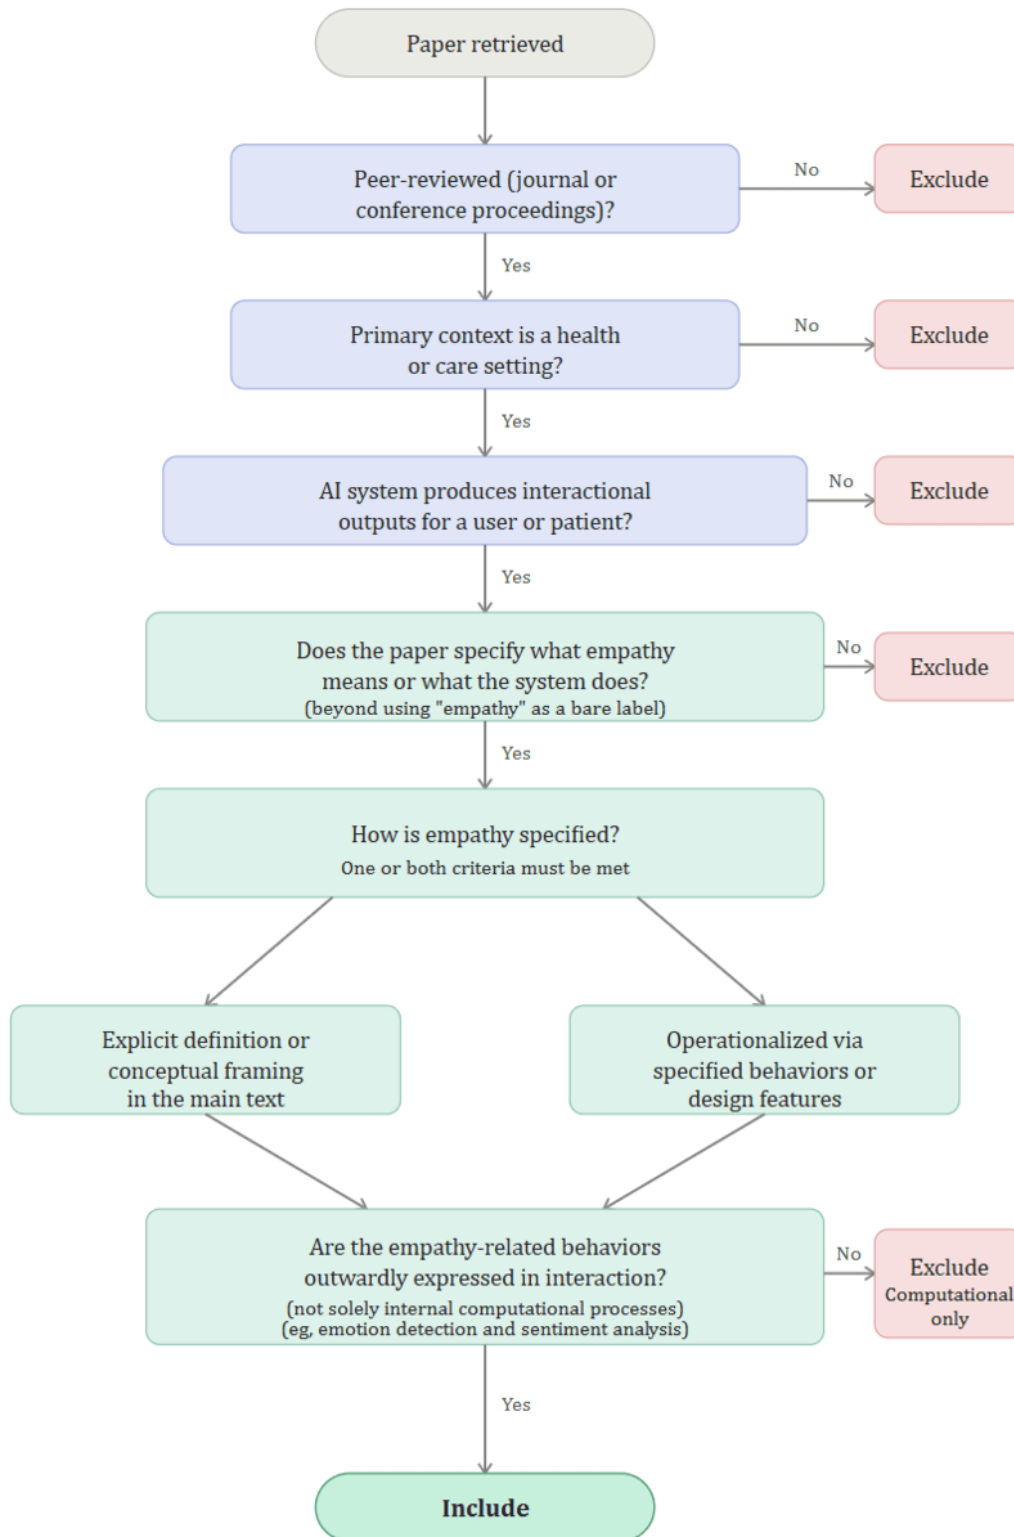 Paper retrieved
Peer-reviewed (journal or
conference proceedings)?
No
Exclude
Yes
Primary context is a health
or care setting?
No
Exclude
Yes
AI system produces interactional
outputs for a user or patient?
No
Exclude
Yes
Does the paper specify what empathy
means or what the system does?
(beyond using "empathy" as a bare label)
No
Exclude
Yes
How is empathy specified?
One or both criteria must be met
Explicit definition or
conceptual framing
in the main text
Operationalized via
specified behaviors or
design features
Are the empathy-related behaviors
outwardly expressed in interaction?
(not solely internal computational processes)
(eg, emotion detection and sentiment analysis)
No
Exclude
Computational
only
Yes
Include